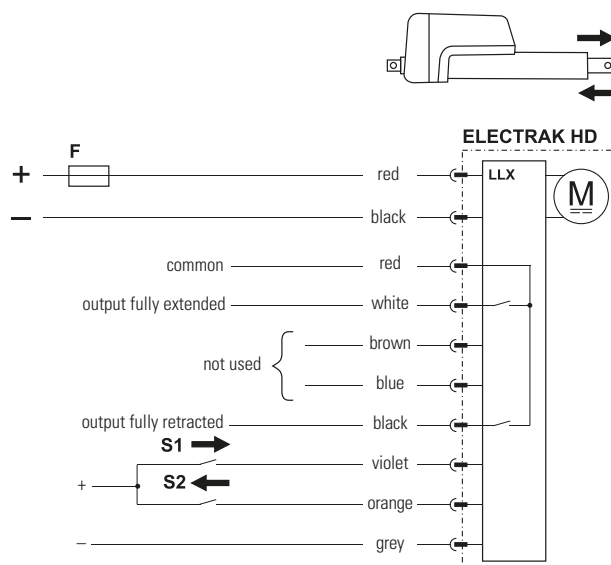 ELECTRAK HD
F
+ red LLX
M
– black
common red
output fully extended white
not used brown
blue
output fully retracted black
S1 violet
+ S2
orange
– grey